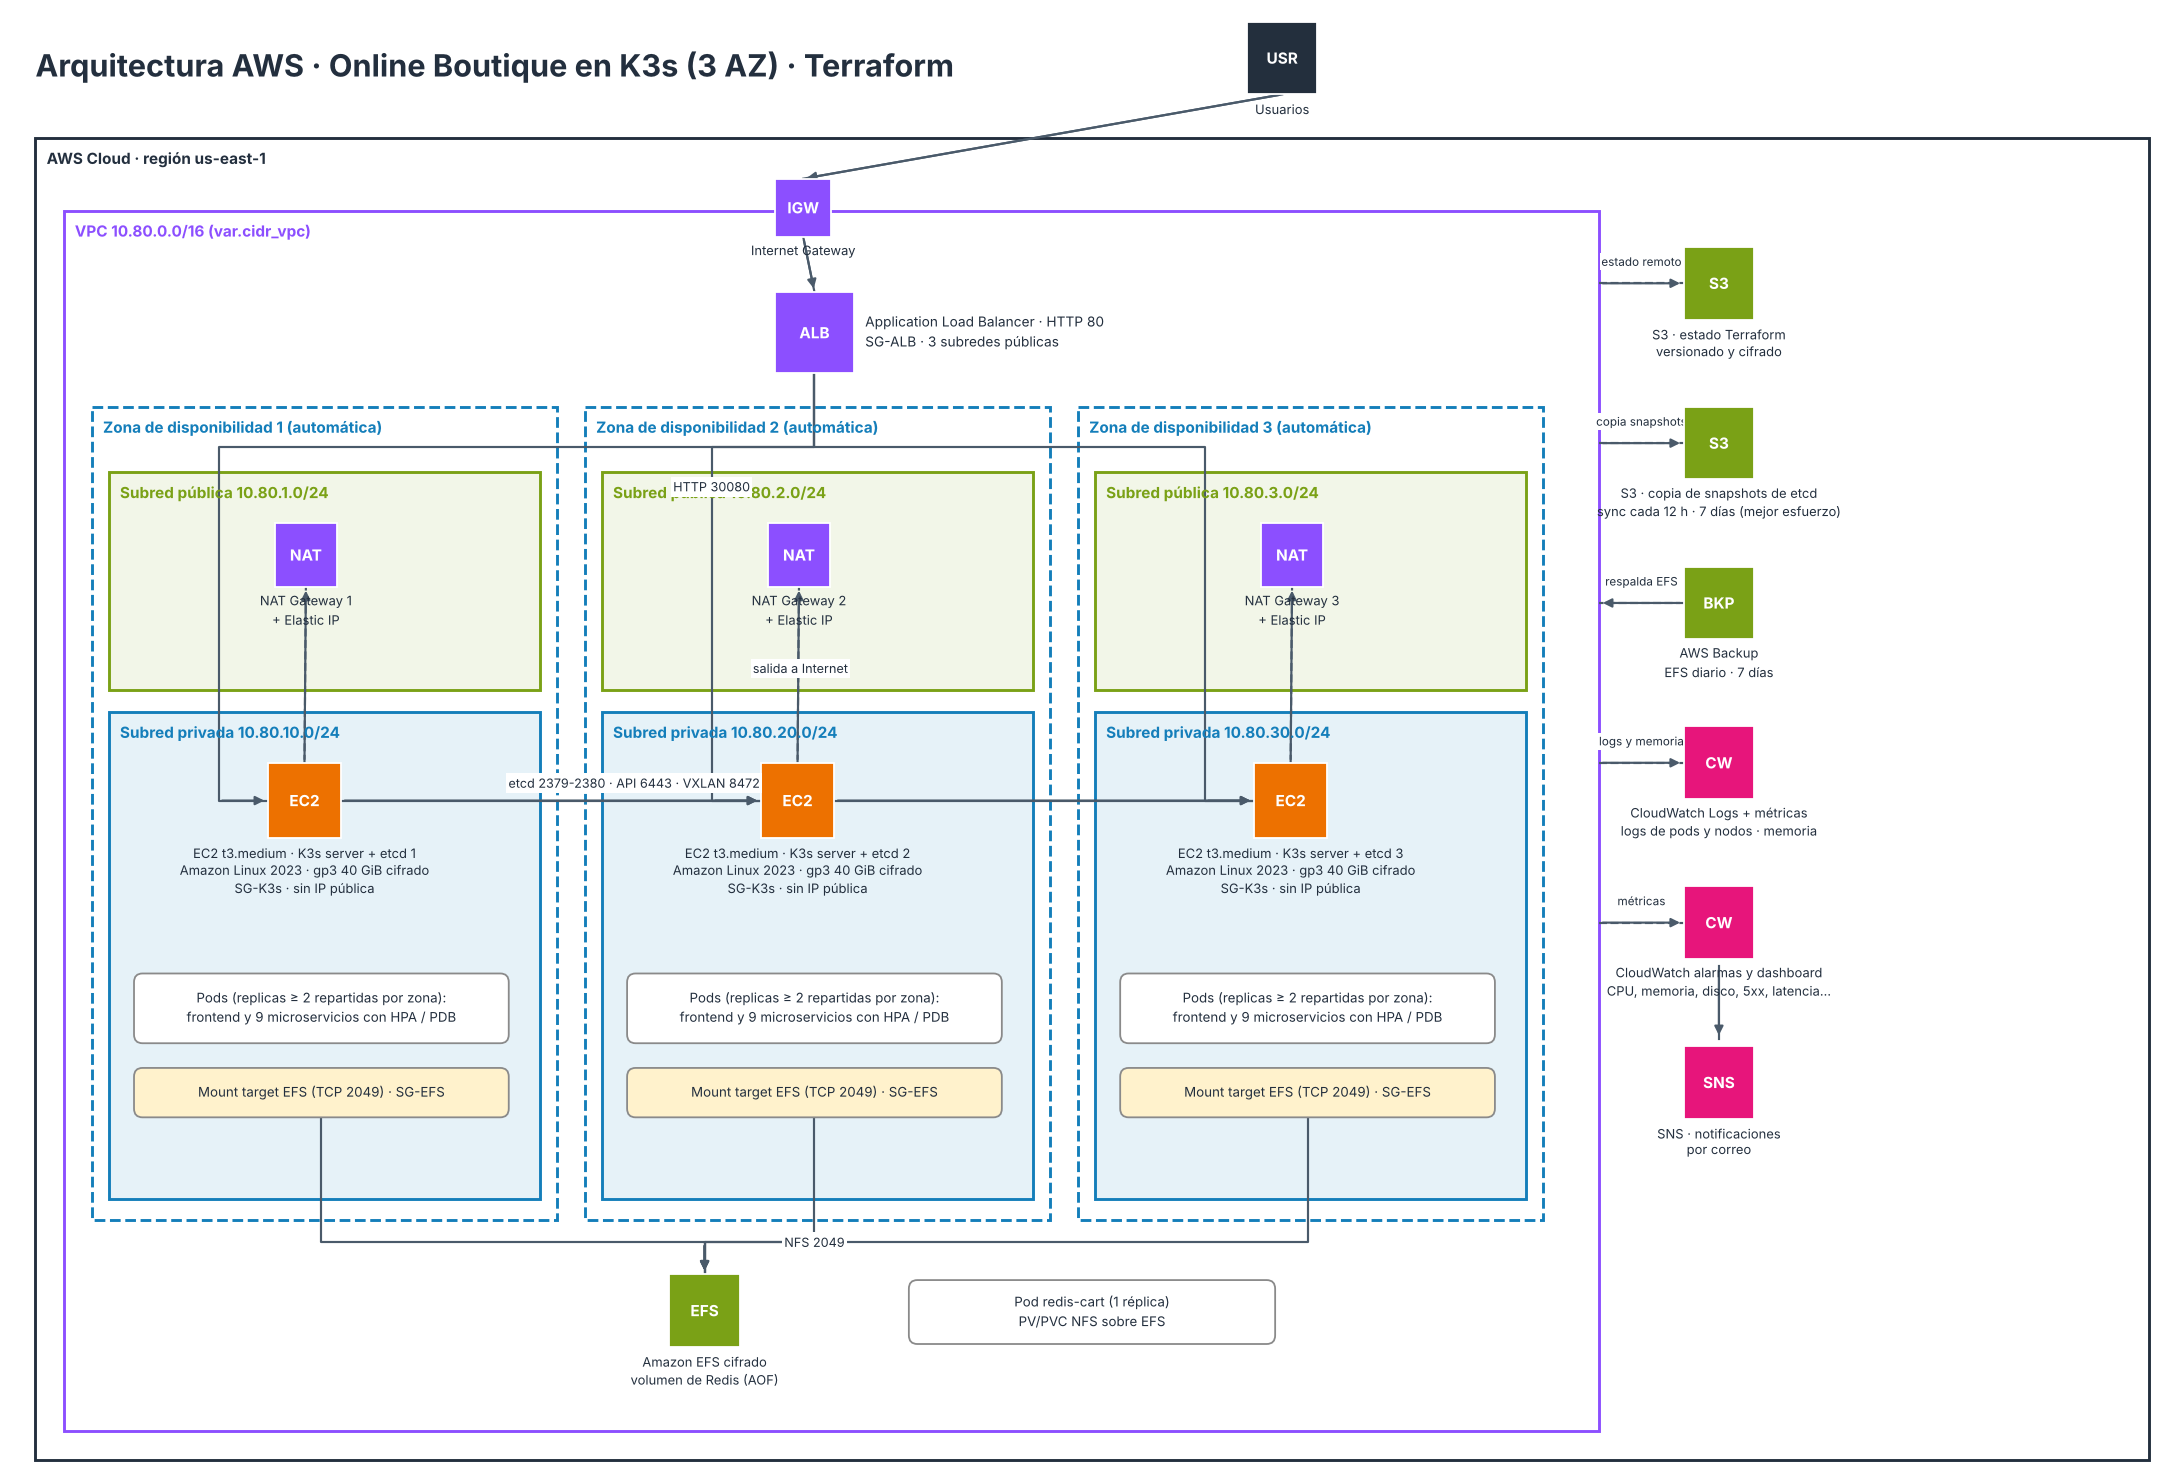 Arquitectura AWS · Online Boutique en K3s (3 AZ) · Terraform
USR
Usuarios
AWS Cloud · región us-east-1
IGW
Internet Gateway
VPC 10.80.0.0/16 (var.cidr_vpc)
ALB
Application Load Balancer · HTTP 80
SG-ALB · 3 subredes públicas
Zona de disponibilidad 1 (automática)
Subred pública 10.80.1.0/24
NAT
NAT Gateway 1
+ Elastic IP
Subred privada 10.80.10.0/24
EC2
EC2 t3.medium · K3s server + etcd 1
Amazon Linux 2023 · gp3 40 GiB cifrado
SG-K3s · sin IP pública
Pods (replicas ≥ 2 repartidas por zona):
frontend y 9 microservicios con HPA / PDB
Mount target EFS (TCP 2049) · SG-EFS
etcd 2379-2380 · API 6443 · VXLAN 8472
Zona de disponibilidad 2 (automática)
Subred pública 10.80.2.0/24
HTTP 30080
NAT
NAT Gateway 2
+ Elastic IP
salida a Internet
Subred privada 10.80.20.0/24
EC2
EC2 t3.medium · K3s server + etcd 2
Amazon Linux 2023 · gp3 40 GiB cifrado
SG-K3s · sin IP pública
Pods (replicas ≥ 2 repartidas por zona):
frontend y 9 microservicios con HPA / PDB
Mount target EFS (TCP 2049) · SG-EFS
Zona de disponibilidad 3 (automática)
Subred pública 10.80.3.0/24
NAT
NAT Gateway 3
+ Elastic IP
Subred privada 10.80.30.0/24
EC2
EC2 t3.medium · K3s server + etcd 3
Amazon Linux 2023 · gp3 40 GiB cifrado
SG-K3s · sin IP pública
Pods (replicas ≥ 2 repartidas por zona):
frontend y 9 microservicios con HPA / PDB
Mount target EFS (TCP 2049) · SG-EFS
NFS 2049
EFS
Amazon EFS cifrado
volumen de Redis (AOF)
Pod redis-cart (1 réplica)
PV/PVC NFS sobre EFS
estado remoto
S3
S3 · estado Terraform
versionado y cifrado
copia snapshots
S3
S3 · copia de snapshots de etcd
sync cada 12 h · 7 días (mejor esfuerzo)
respalda EFS
BKP
AWS Backup
EFS diario · 7 días
logs y memoria
CW
CloudWatch Logs + métricas
logs de pods y nodos · memoria
métricas
CW
CloudWatch alarmas y dashboard
CPU, memoria, disco, 5xx, latencia...
SNS
SNS · notificaciones
por correo